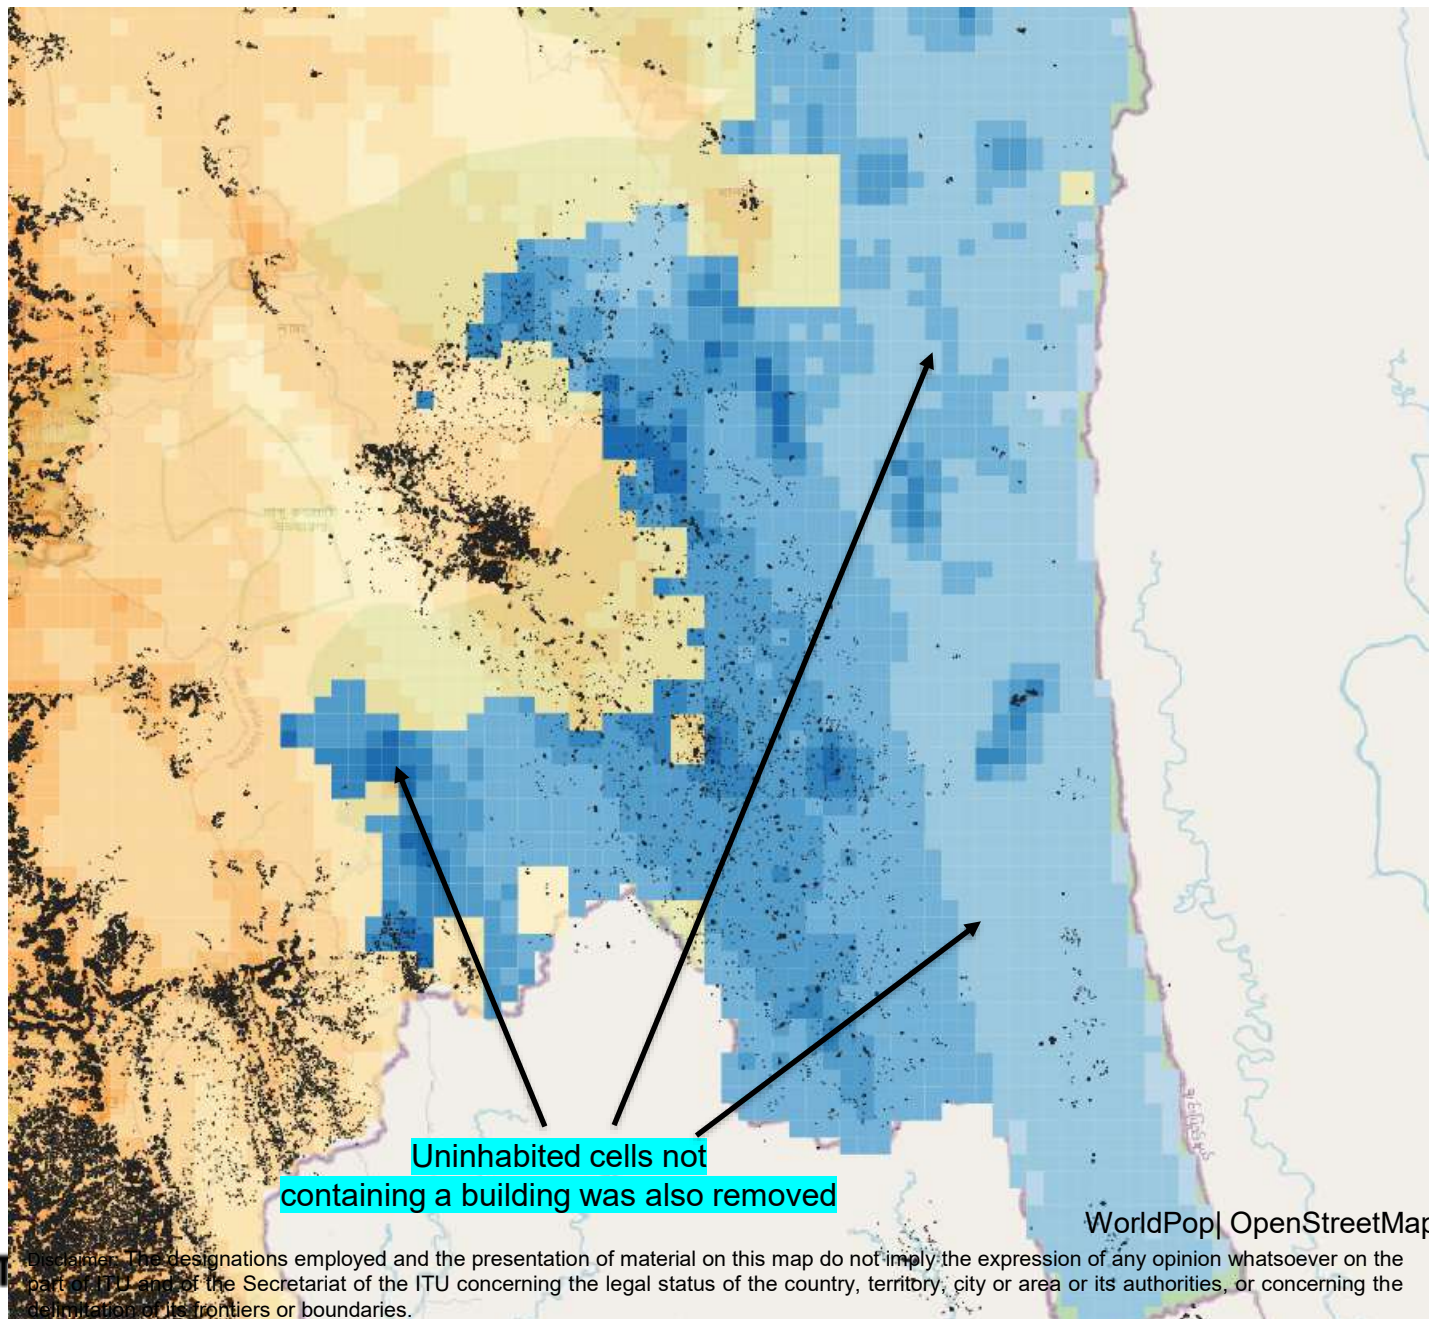 Uninhabited cells not
containing a building was also removed
WorldPop| OpenStreetMap
Disclaimer: The designations employed and the presentation of material on this map do not imply the expression of any opinion whatsoever on the
part of ITU and of the Secretariat of the ITU concerning the legal status of the country, territory, city or area or its authorities, or concerning the
delimitation of its frontiers or boundaries.